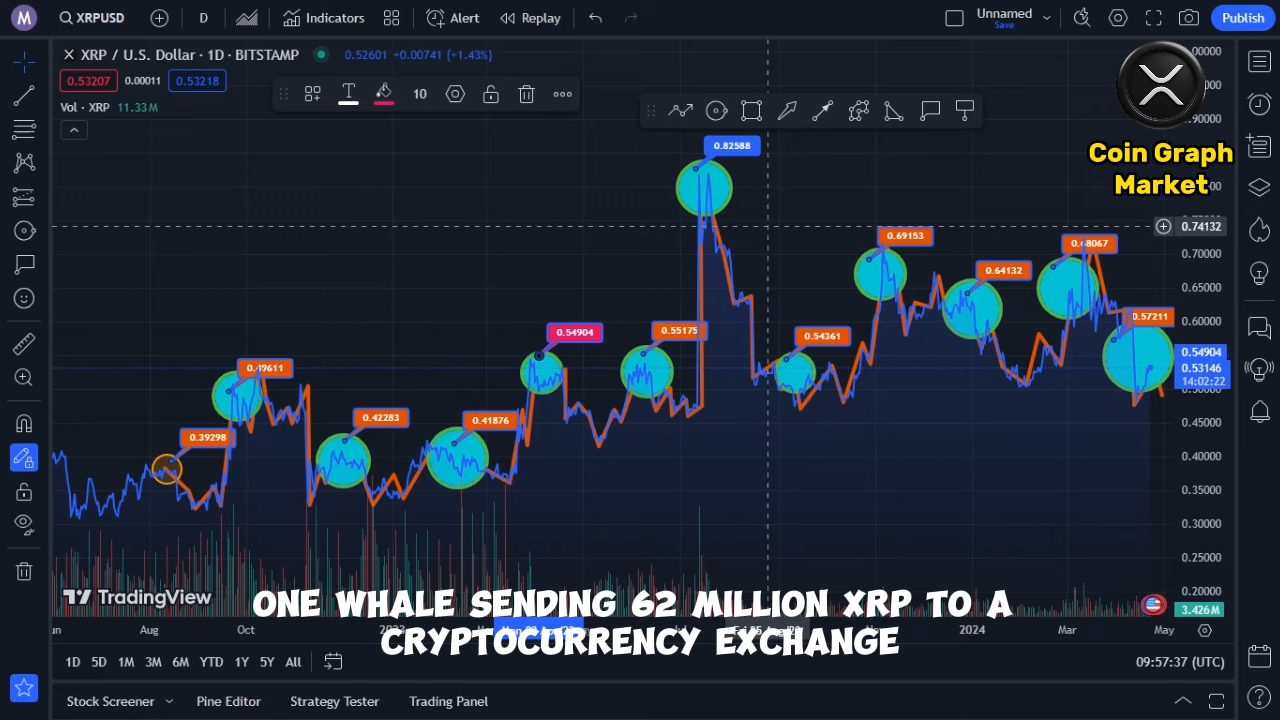 M XRPUSD D Indicators Alert Replay Unnamed Save Publish
XRP / U.S. Dollar · 1D · BITSTAMP 0.52601 +0.00741 (+1.43%)
0.53207 0.00011 0.53218
Vol · XRP 11.33 M
10
Coin Graph
Market
0.82588
0.69153
0.68067
0.64132
0.57211
0.54904
0.55175
0.54361
0.49611
0.42283
0.41876
0.39298
0.74132
0.70000
0.65000
0.60000
0.54904
0.53146
14:02:22
0.45000
0.40000
0.35000
0.30000
0.25000
0.20000
3.426M
TradingView
ONE WHALE SENDING 62 MILLION XRP TO A
CRYPTOCURRENCY EXCHANGE
Aug Oct 2024 Mar May
1D 5D 1M 3M 6M YTD 1Y 5Y All 09:57:37 (UTC)
Stock Screener Pine Editor Strategy Tester Trading Panel